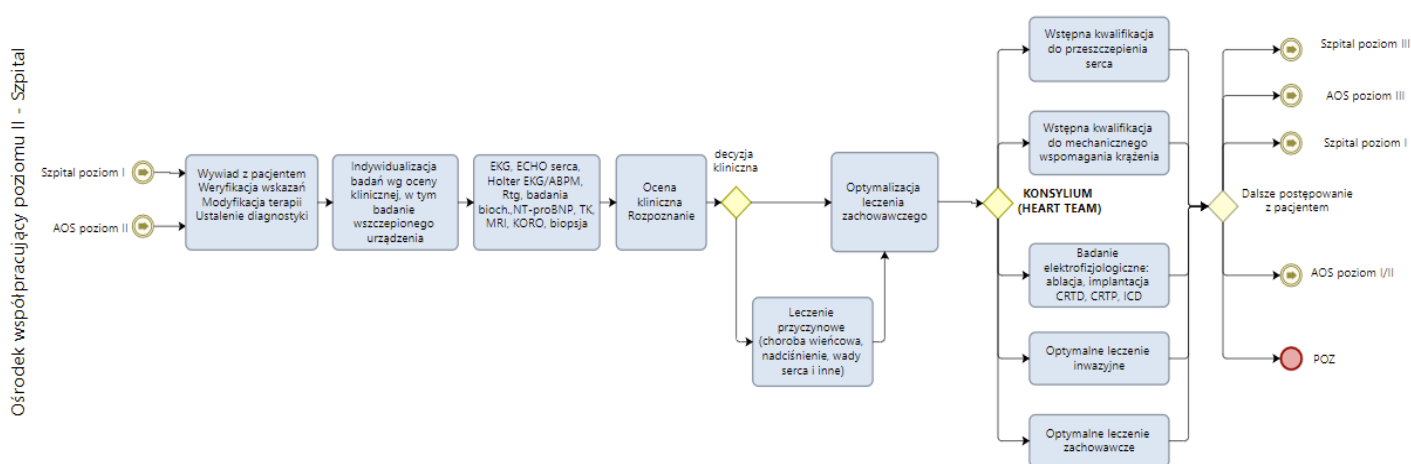 Ośrodek współpracujący poziomu II - Szpital
Szpital poziom I
AOS poziom II
Wywiad z pacjentem
Weryfikacja wskazań
Modyfikacja terapii
Ustalenie diagnostyki
Indywidualizacja
badań wg oceny
klinicznej, w tym
badanie
wszczepionego
urządzenia
EKG, ECHO serca,
Holter EKG/ABPM,
Rtg, badania
bioch.,NT-proBNP, TK,
MRI, KORO, biopsja
Ocena
kliniczna
Rozpoznanie
decyzja
kliniczna
Leczenie
przyczynowe
(choroba wieńcowa,
nadciśnienie, wady
serca i inne)
Optymalizacja
leczenia
zachowawczego
KONSYLIUM
(HEART TEAM)
Wstępna kwalifikacja
do przeszczepienia
serca
Wstępna kwalifikacja
do mechanicznego
wspomagania krążenia
Badanie
elektrofizjologiczne:
ablacja, implantacja
CRTD, CRTP, ICD
Optymalne leczenie
inwazyjne
Optymalne leczenie
zachowawcze
Dalsze postępowanie
z pacjentem
Szpital poziom III
AOS poziom III
Szpital poziom I
AOS poziom I/II
POZ